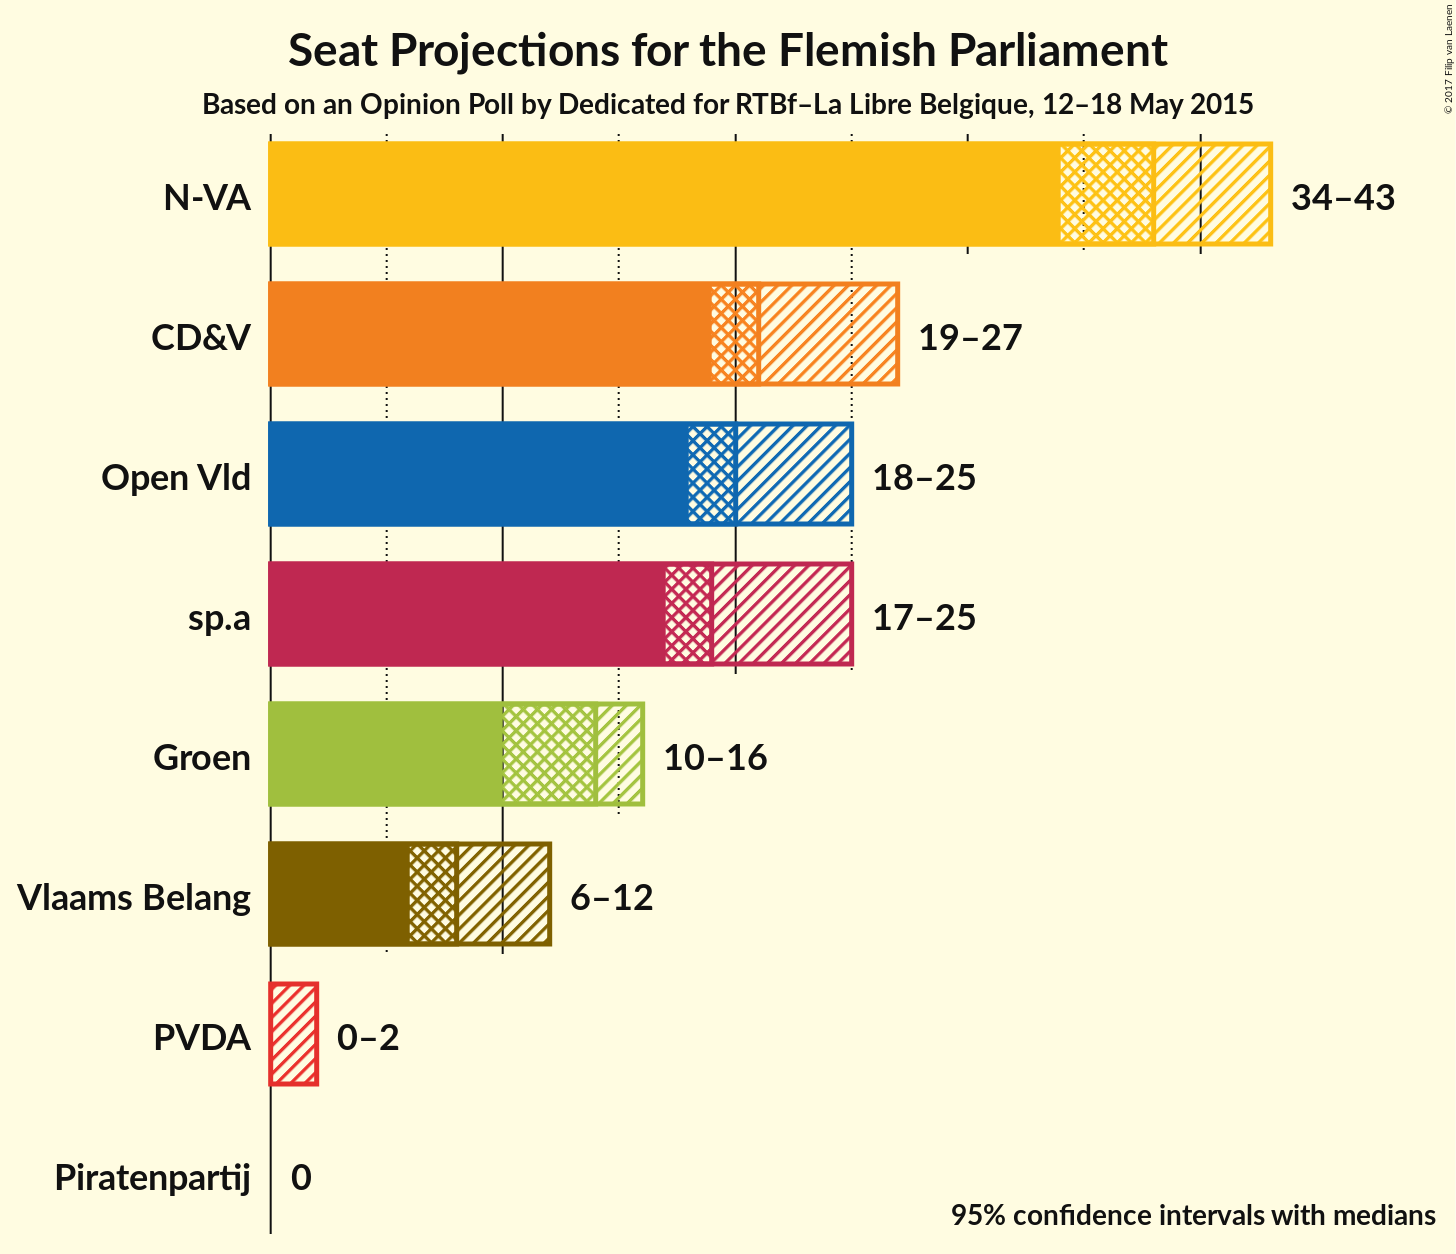 Seat Projections for the Flemish Parliament
Based on an Opinion Poll by Dedicated for RTBf–La Libre Belgique, 12–18 May 2015
© 2017 Filip van Laenen
N-VA 34–43
CD&V 19–27
Open Vld 18–25
sp.a 17–25
Groen 10–16
Vlaams Belang 6–12
PVDA 0–2
Piratenpartij 0
95% confidence intervals with medians